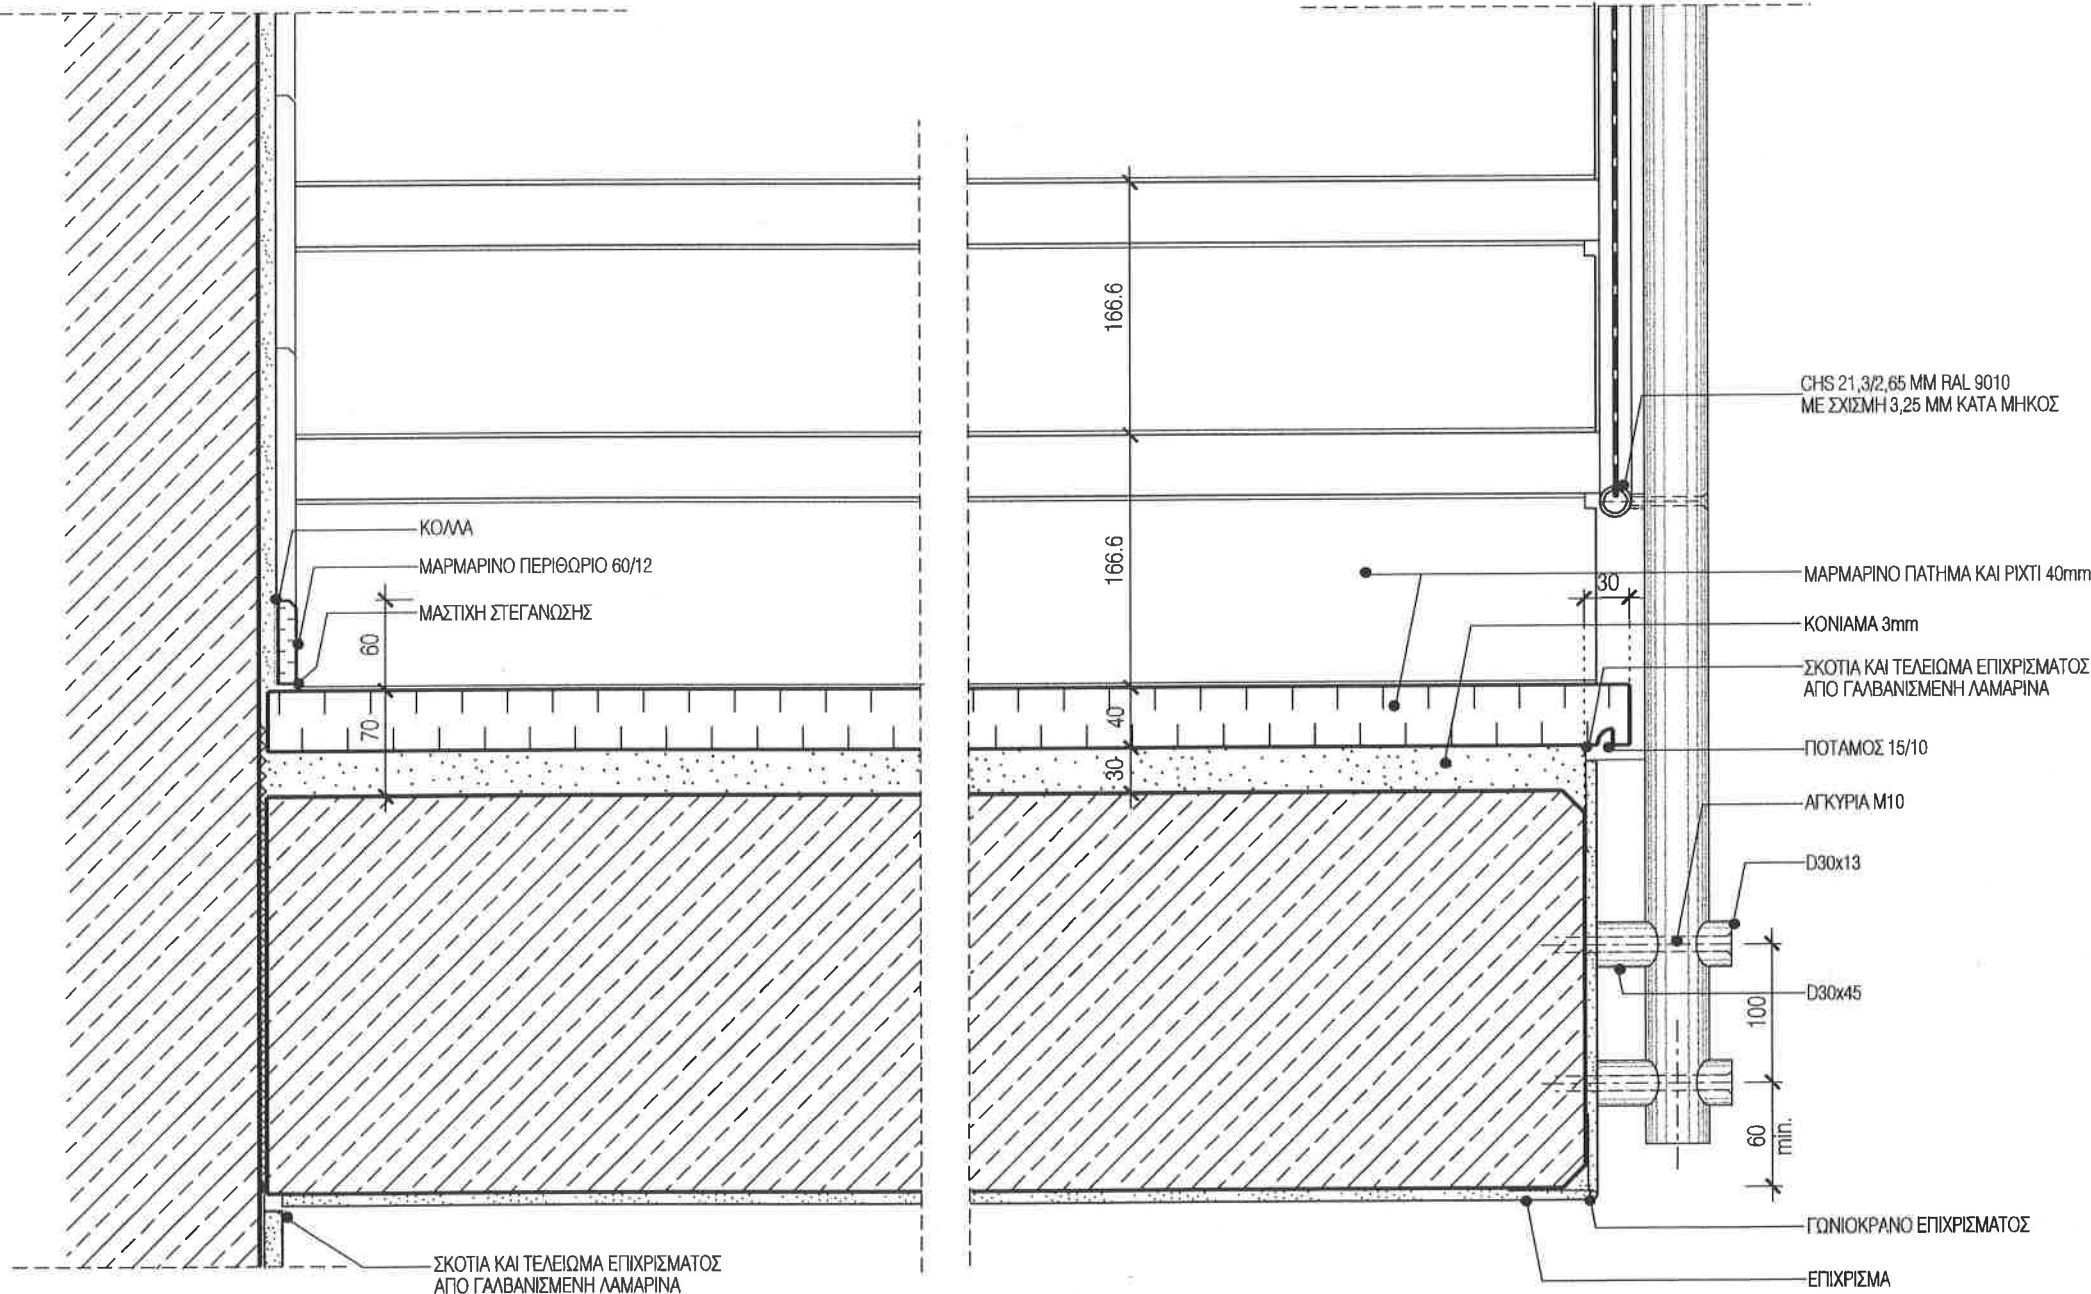 166.6
CHS 21,3/2,65 MM RAL 9010
ΜΕ ΣΧΙΣΜΗ 3,25 ΜΜ ΚΑΤΑ ΜΗΚΟΣ
ΚΟΛΛΑ
ΜΑΡΜΑΡΙΝΟ ΠΕΡΙΘΩΡΙΟ 60/12
ΜΑΣΤΙΧΗ ΣΤΕΓΑΝΩΣΗΣ
60
70
166.6
40
30
30
ΜΑΡΜΑΡΙΝΟ ΠΑΤΗΜΑ ΚΑΙ ΡΙΧΤΙ 40mm
ΚΟΝΙΑΜΑ 3mm
ΣΚΟΤΙΑ ΚΑΙ ΤΕΛΕΙΩΜΑ ΕΠΙΧΡΙΣΜΑΤΟΣ
ΑΠΟ ΓΑΛΒΑΝΙΣΜΕΝΗ ΛΑΜΑΡΙΝΑ
ΠΟΤΑΜΟΣ 15/10
ΑΓΚΥΡΙΑ Μ10
D30x13
D30x45
100
60
min.
ΓΩΝΙΟΚΡΑΝΟ ΕΠΙΧΡΙΣΜΑΤΟΣ
ΕΠΙΧΡΙΣΜΑ
ΣΚΟΤΙΑ ΚΑΙ ΤΕΛΕΙΩΜΑ ΕΠΙΧΡΙΣΜΑΤΟΣ
ΑΠΟ ΓΑΛΒΑΝΙΣΜΕΝΗ ΛΑΜΑΡΙΝΑ